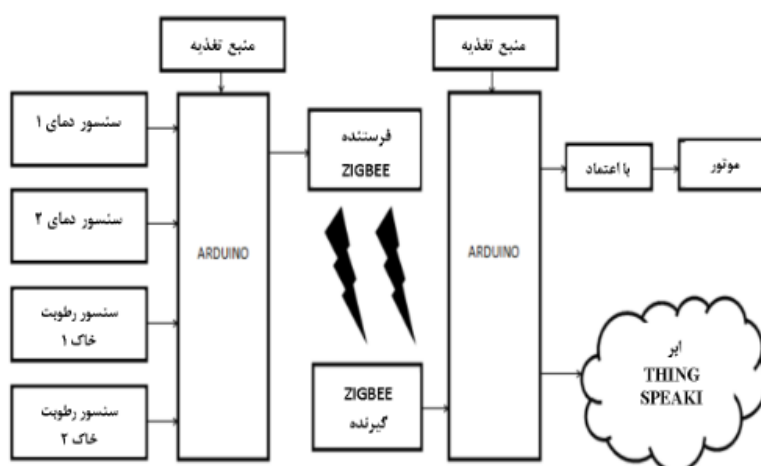 منبع تغذیه
منبع تغذیه
سنسور دمای ۱
سنسور دمای ۲
سنسور رطوبت
خاک ۱
سنسور رطوبت
خاک ۲
ARDUINO
فرستنده
ZIGBEE
ZIGBEE
گیرنده
ARDUINO
با اعتماد
موتور
ابر
THING
SPEAKI